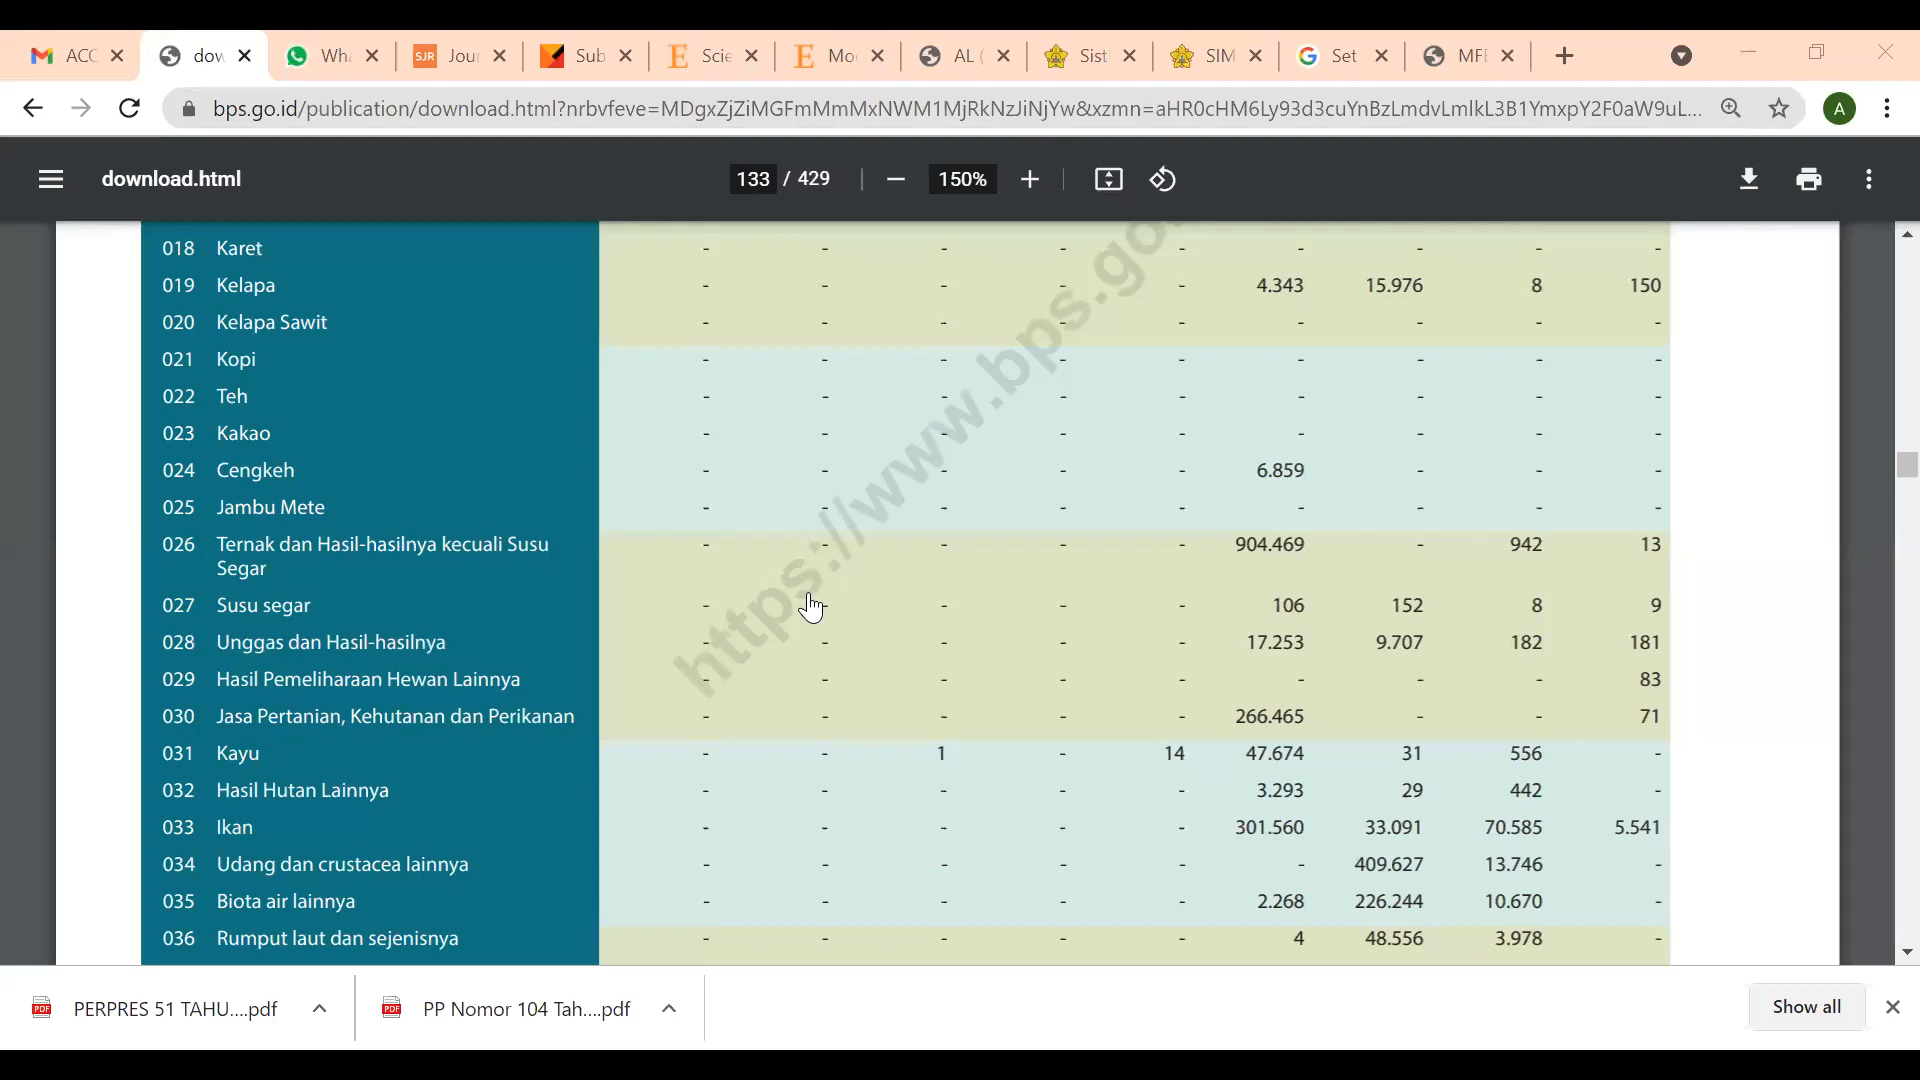 ACC
dow
Wha
SJR
Jour
Sub
E
Scie
E
Mo
AL (
Sist
SIM
Set
MFE
bps.go.id/publication/download.html?nrbvfeve=MDgxZjZiMGFmMmMxNWM1MjRkNzJiNjYw&xzmn=aHR0cHM6Ly93d3cuYnBzLmdvLmlkL3B1YmxpY2F0aW9uL...
A
download.html
133 / 429
150%
018 Karet - - - - - - - - -
019 Kelapa - - - - - 4.343 15.976 8 150
020 Kelapa Sawit - - - - - - - - -
021 Kopi - - - - - - - - -
022 Teh - - - - - - - - -
023 Kakao - - - - - - - - -
024 Cengkeh - - - - - 6.859 - - -
025 Jambu Mete - - - - - - - - -
026 Ternak dan Hasil-hasilnya kecuali Susu - - - - - 904.469 - 942 13
Segar
027 Susu segar - - - - - 106 152 8 9
028 Unggas dan Hasil-hasilnya - - - - - 17.253 9.707 182 181
029 Hasil Pemeliharaan Hewan Lainnya - - - - - - - - 83
030 Jasa Pertanian, Kehutanan dan Perikanan - - - - - 266.465 - - 71
031 Kayu - - 1 - 14 47.674 31 556 -
032 Hasil Hutan Lainnya - - - - - 3.293 29 442 -
033 Ikan - - - - - 301.560 33.091 70.585 5.541
034 Udang dan crustacea lainnya - - - - - - 409.627 13.746 -
035 Biota air lainnya - - - - - 2.268 226.244 10.670 -
036 Rumput laut dan sejenisnya - - - - - 4 48.556 3.978 -
https://www.bps.go.
PDF
PERPRES 51 TAHU....pdf
PDF
PP Nomor 104 Tah....pdf
Show all